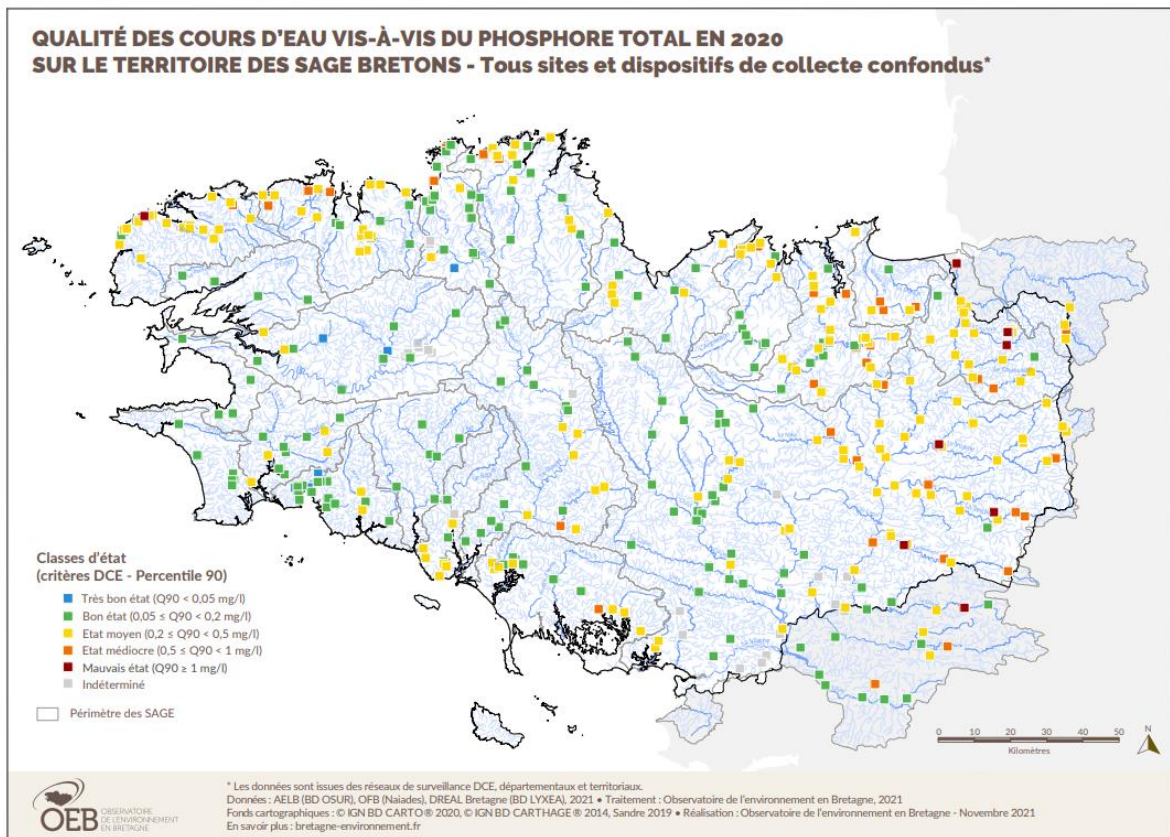 QUALITÉ DES COURS D'EAU VIS-À-VIS DU PHOSPHORE TOTAL EN 2020
SUR LE TERRITOIRE DES SAGE BRETONS - Tous sites et dispositifs de collecte confondus*
Classes d'état
(critères DCE - Percentile 90)
Très bon état (Q90 < 0,05 mg/l)
Bon état (0,05 ≤ Q90 < 0,2 mg/l)
Etat moyen (0,2 ≤ Q90 < 0,5 mg/l)
Etat médiocre (0,5 ≤ Q90 < 1 mg/l)
Mauvais état (Q90 ≥ 1 mg/l)
Indéterminé
Périmètre des SAGE
la Vilaine
N
0 10 20 30 40 50
Kilomètres
OEB
OBSERVATOIRE
DE L'ENVIRONNEMENT
EN BRETAGNE
* Les données sont issues des réseaux de surveillance DCE, départementaux et territoriaux.
Données : AELB (BD OSUR), OFB (Naiades), DREAL Bretagne (BD LYXEA), 2021 • Traitement : Observatoire de l'environnement en Bretagne, 2021
Fonds cartographiques : © IGN BD CARTO ® 2020, © IGN BD CARTHAGE ® 2014, Sandre 2019 • Réalisation : Observatoire de l'environnement en Bretagne - Novembre 2021
En savoir plus : bretagne-environnement.fr